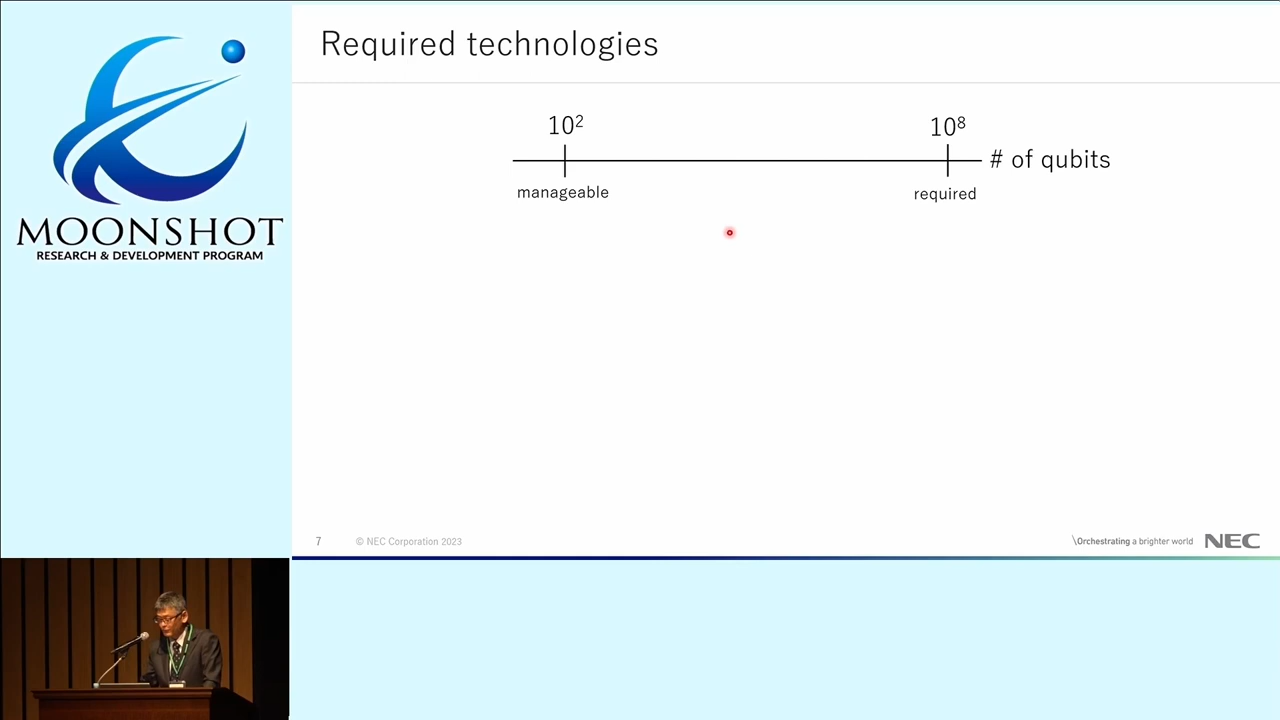 MOONSHOT
RESEARCH & DEVELOPMENT PROGRAM
Required technologies
10² 10⁸
# of qubits
manageable required
7 © NEC Corporation 2023 \Orchestrating a brighter world NEC